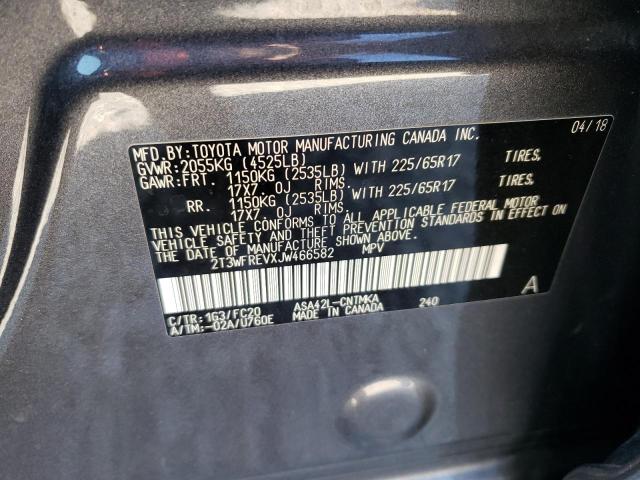 MFD.BY:TOYOTA MOTOR MANUFACTURING CANADA INC. 04/18
GVWR:2055KG (4525LB)
GAWR:FRT. 1150KG (2535LB) WITH 225/65R17 TIRES,
17X7 OJ RIMS.
RR. 1150KG (2535LB) WITH 225/65R17 TIRES,
17X7 OJ RIMS.
THIS VEHICLE CONFORMS TO ALL APPLICABLE FEDERAL MOTOR
VEHICLE SAFETY AND THEFT PREVENTION STANDARDS IN EFFECT ON
THE DATE OF MANUFACTURE SHOWN ABOVE.
2T3WFREVXJW466582 MPV
A
C/TR:1G3/FC20 ASA42L-CNTMKA 240
A/TM:-02A/U760E MADE IN CANADA